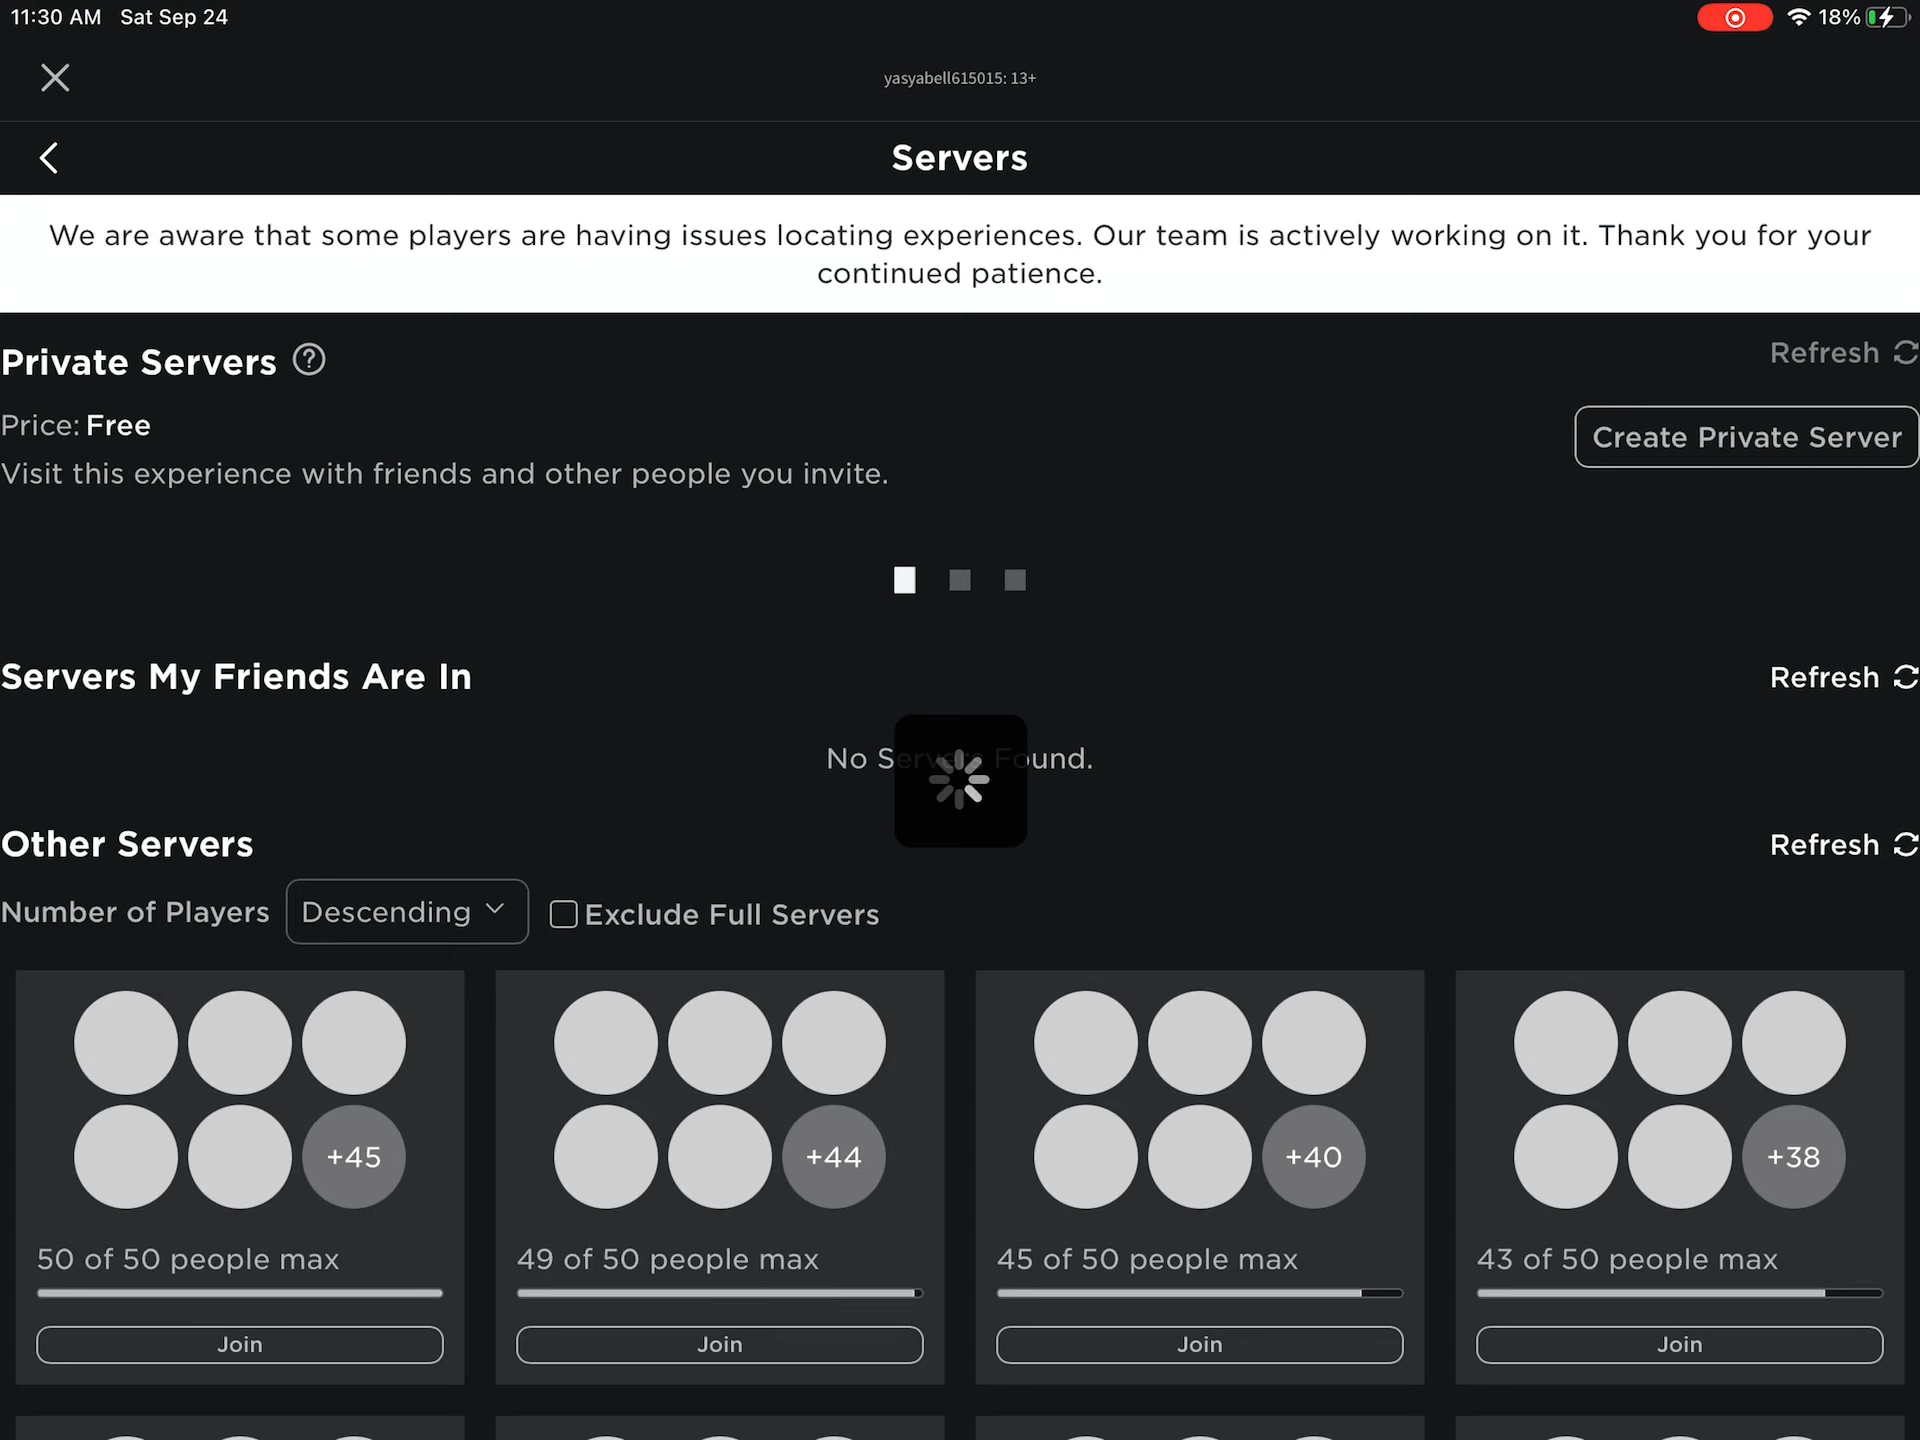 11:30 AM Sat Sep 24
18%
yasyabell615015: 13+
Servers
We are aware that some players are having issues locating experiences. Our team is actively working on it. Thank you for your
continued patience.
Private Servers ?
Refresh
Price: Free
Create Private Server
Visit this experience with friends and other people you invite.
Servers My Friends Are In
Refresh
No Servers Found.
Other Servers
Refresh
Number of Players Descending Exclude Full Servers
+45 +44 +40 +38
50 of 50 people max 49 of 50 people max 45 of 50 people max 43 of 50 people max
Join Join Join Join